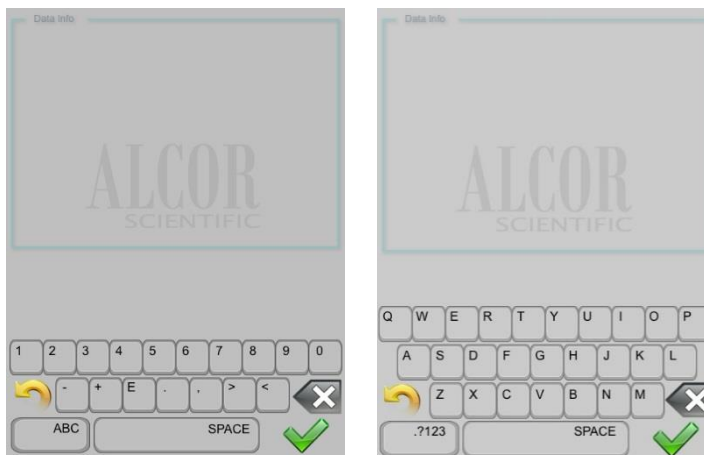 Data Info
ALCOR
SCIENTIFIC
1 2 3 4 5 6 7 8 9 0
- + E . , > <
ABC SPACE
Data Info
ALCOR
SCIENTIFIC
Q W E R T Y U I O P
A S D F G H J K L
Z X C V B N M
.?123 SPACE